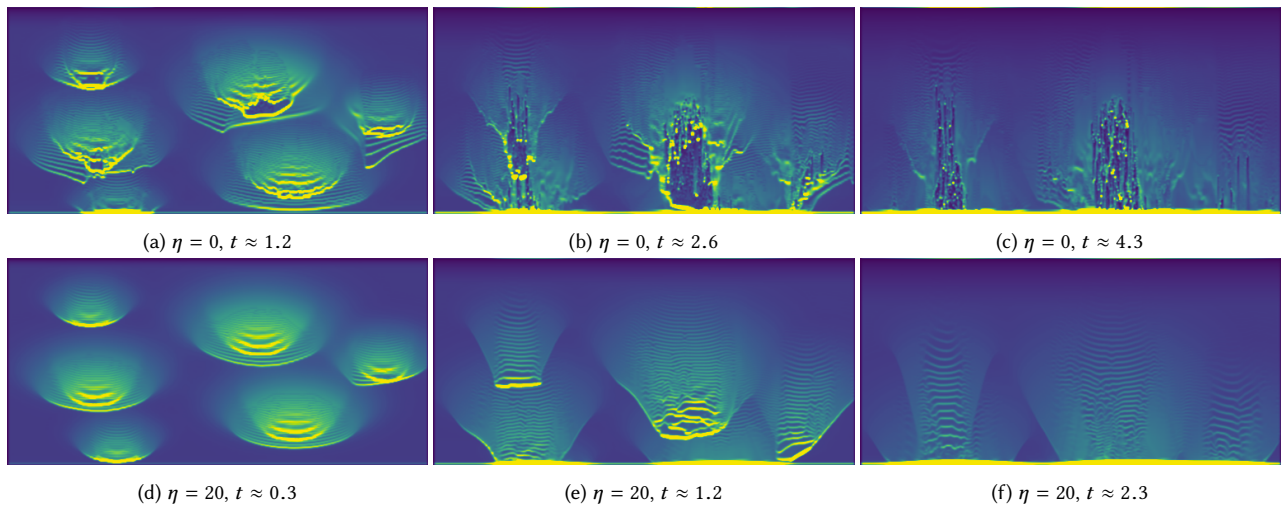 (a) η = 0, t ≈ 1.2
(b) η = 0, t ≈ 2.6
(c) η = 0, t ≈ 4.3
(d) η = 20, t ≈ 0.3
(e) η = 20, t ≈ 1.2
(f) η = 20, t ≈ 2.3